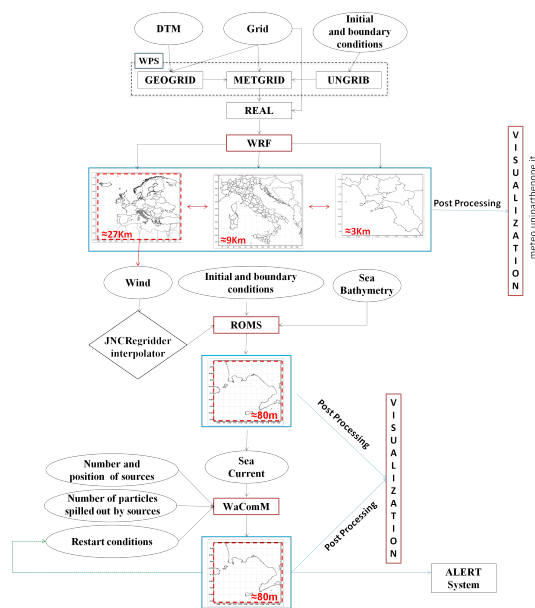 DTM
Grid
Initial
and boundary
conditions
WPS
GEOGRID
METGRID
UNGRIB
REAL
WRF
≈27Km
≈9Km
≈3Km
Post Processing
VISUALIZATION
meteo.uniparthenope.it
Wind
Initial and boundary
conditions
Sea
Bathymetry
JNCRegridder
interpolator
ROMS
≈80m
Post Processing
VISUALIZATION
Sea
Current
Number and
position of sources
Number of particles
spilled out by sources
WaComM
Restart conditions
Post Processing
≈80m
ALERT
System